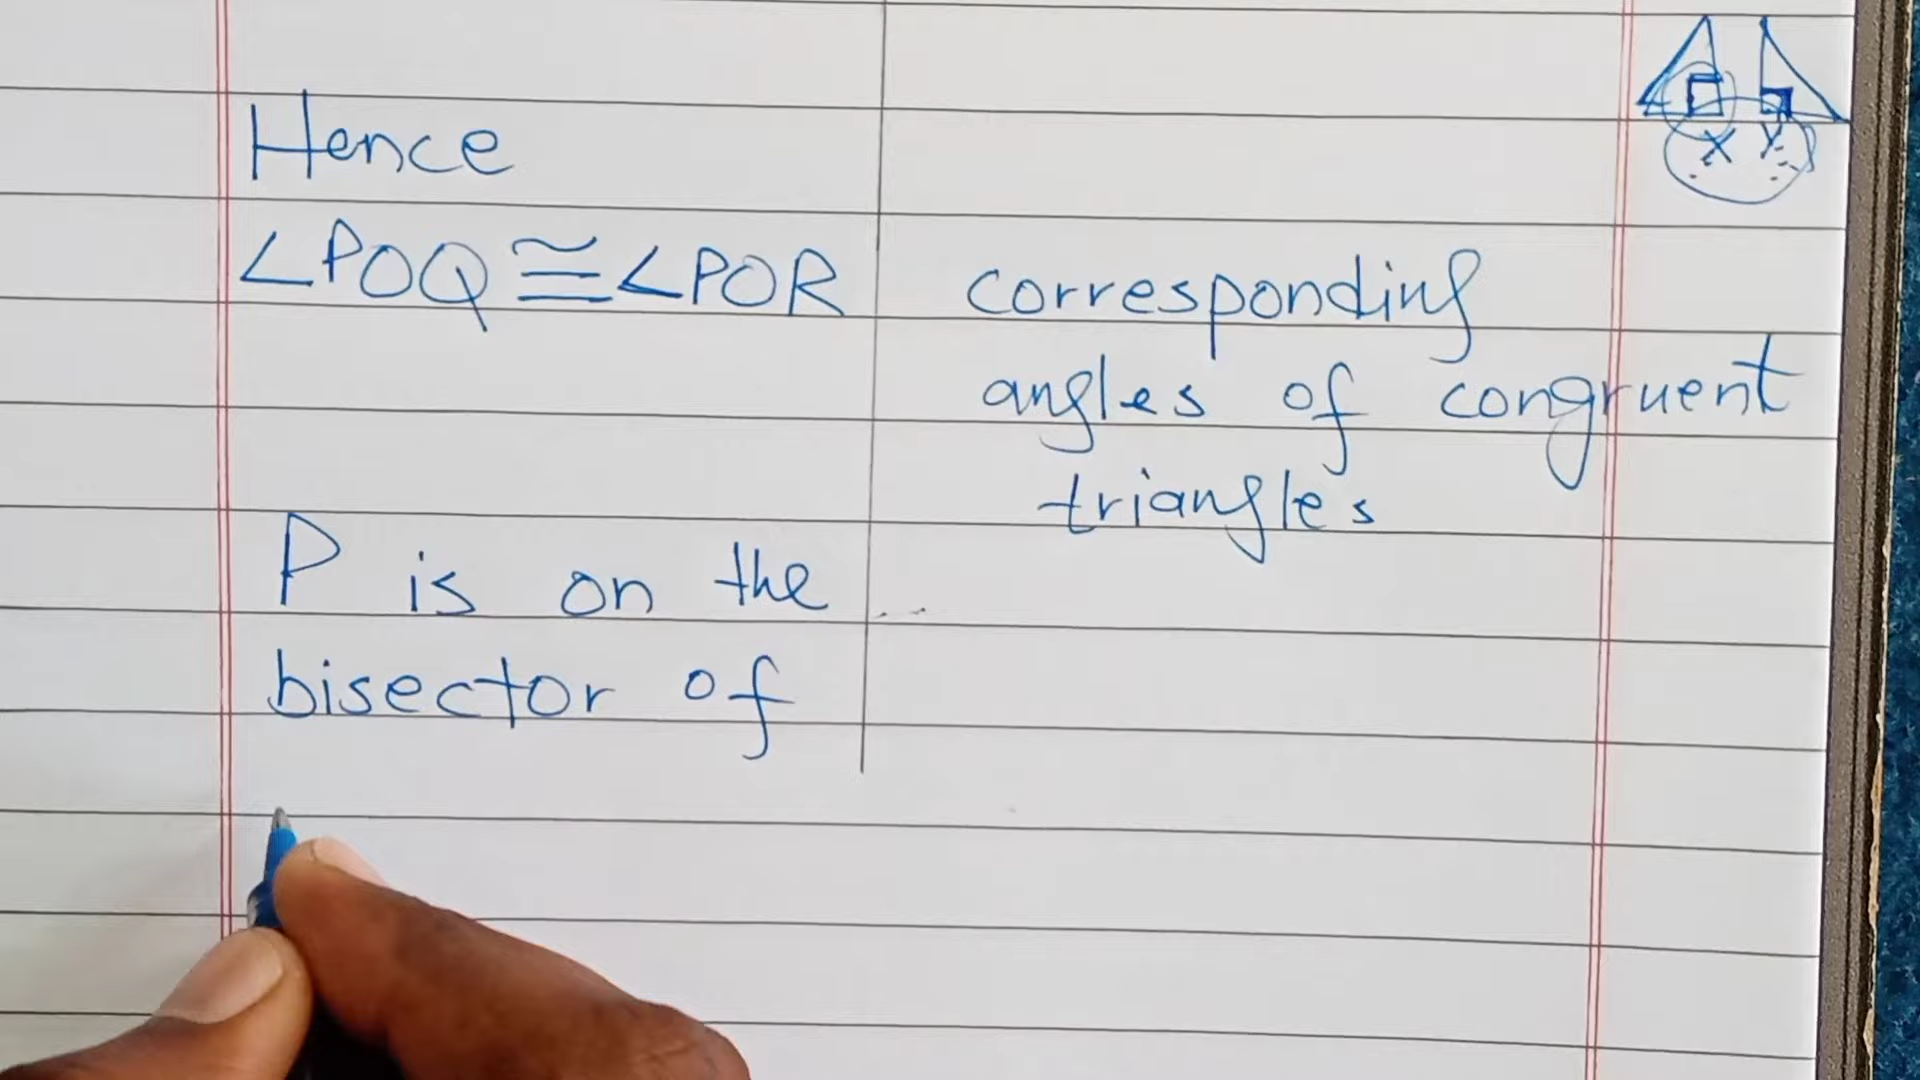 Hence
∠POQ ≅ ∠POR
corresponding
angles of congruent
triangles
P is on the
bisector of
X Y